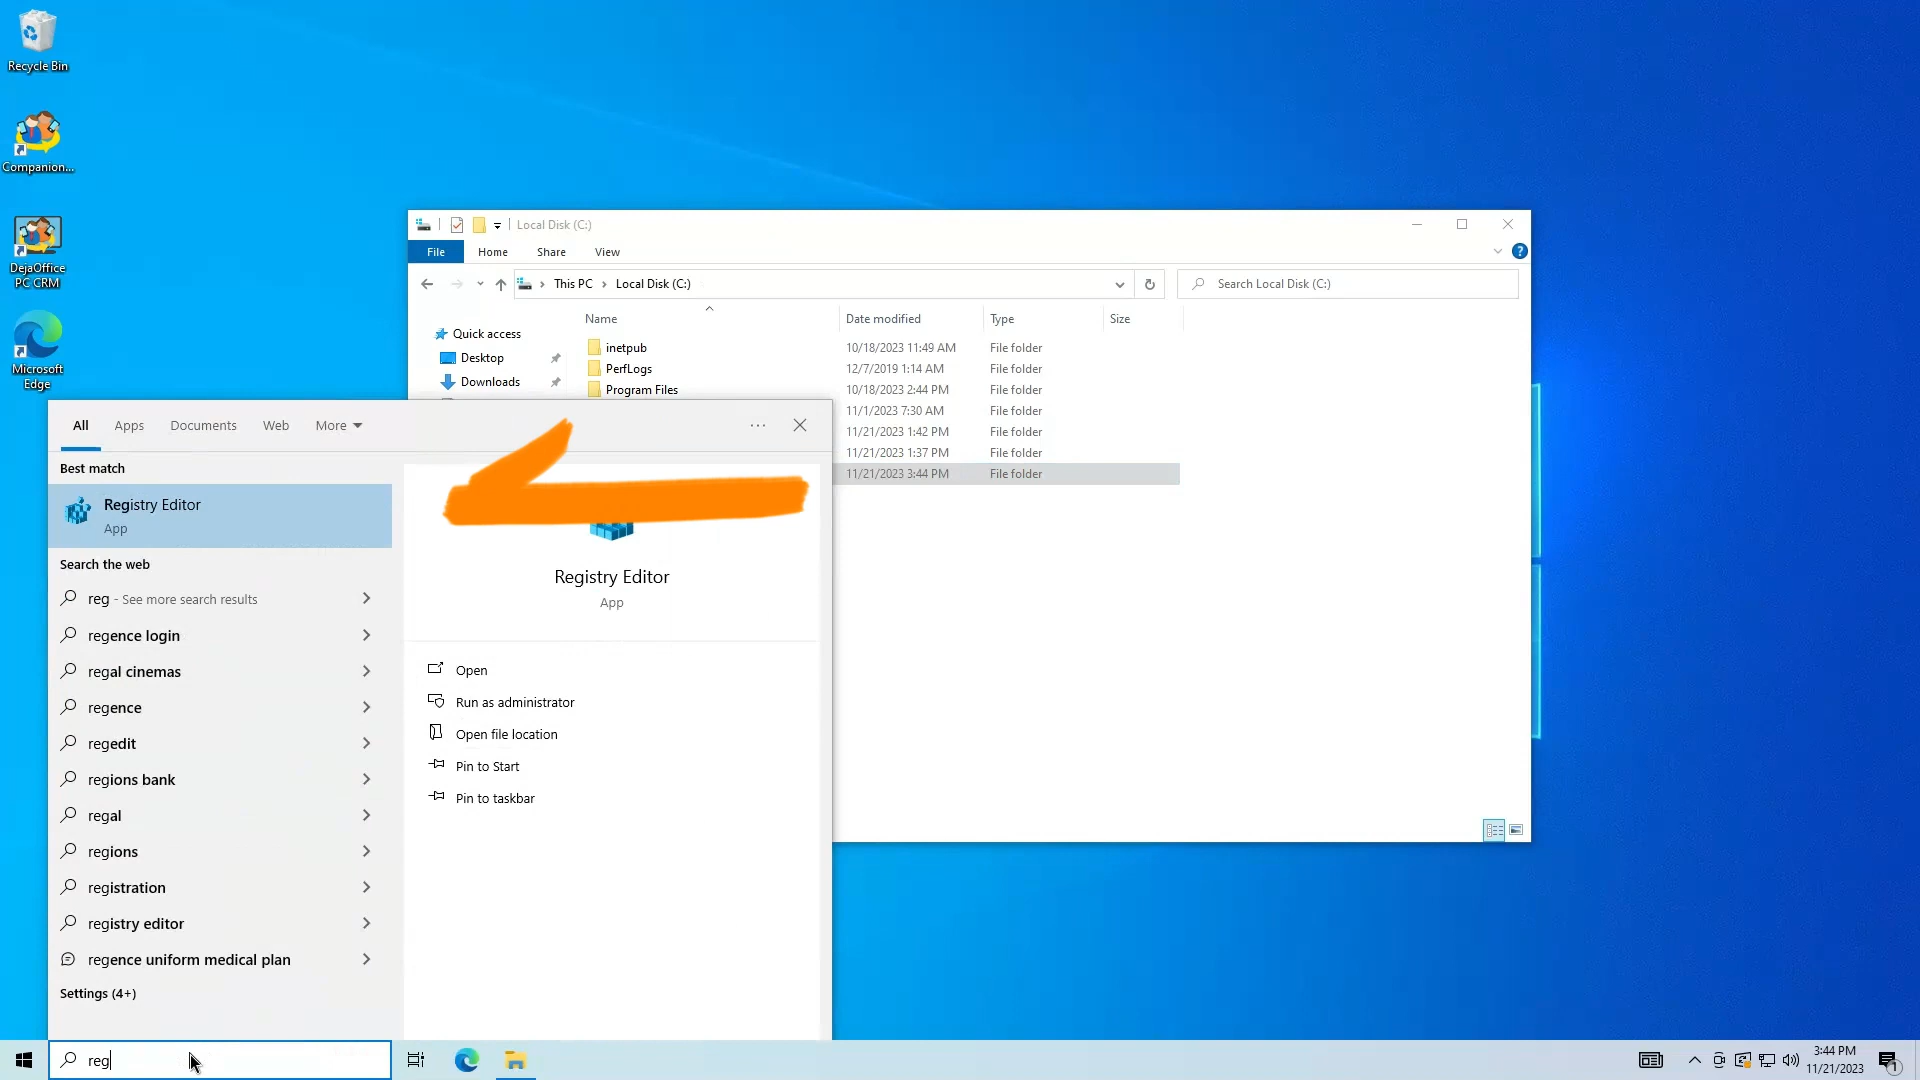 Recycle Bin
Companion...
DejaOffice
PC CRM
Microsoft
Edge
Local Disk (C:)
File
Home
Share
View
This PC
Local Disk (C:)
Search Local Disk (C:)
Name
Date modified
Type
Size
Quick access
Desktop
Downloads
inetpub 10/18/2023 11:49 AM File folder
PerfLogs 12/7/2019 1:14 AM File folder
Program Files 10/18/2023 2:44 PM File folder
11/1/2023 7:30 AM File folder
11/21/2023 1:42 PM File folder
11/21/2023 1:37 PM File folder
11/21/2023 3:44 PM File folder
All
Apps
Documents
Web
More
Best match
Registry Editor
App
Search the web
reg - See more search results
regence login
regal cinemas
regence
regedit
regions bank
regal
regions
registration
registry editor
regence uniform medical plan
Settings (4+)
Registry Editor
App
Open
Run as administrator
Open file location
Pin to Start
Pin to taskbar
reg
3:44 PM
11/21/2023
1